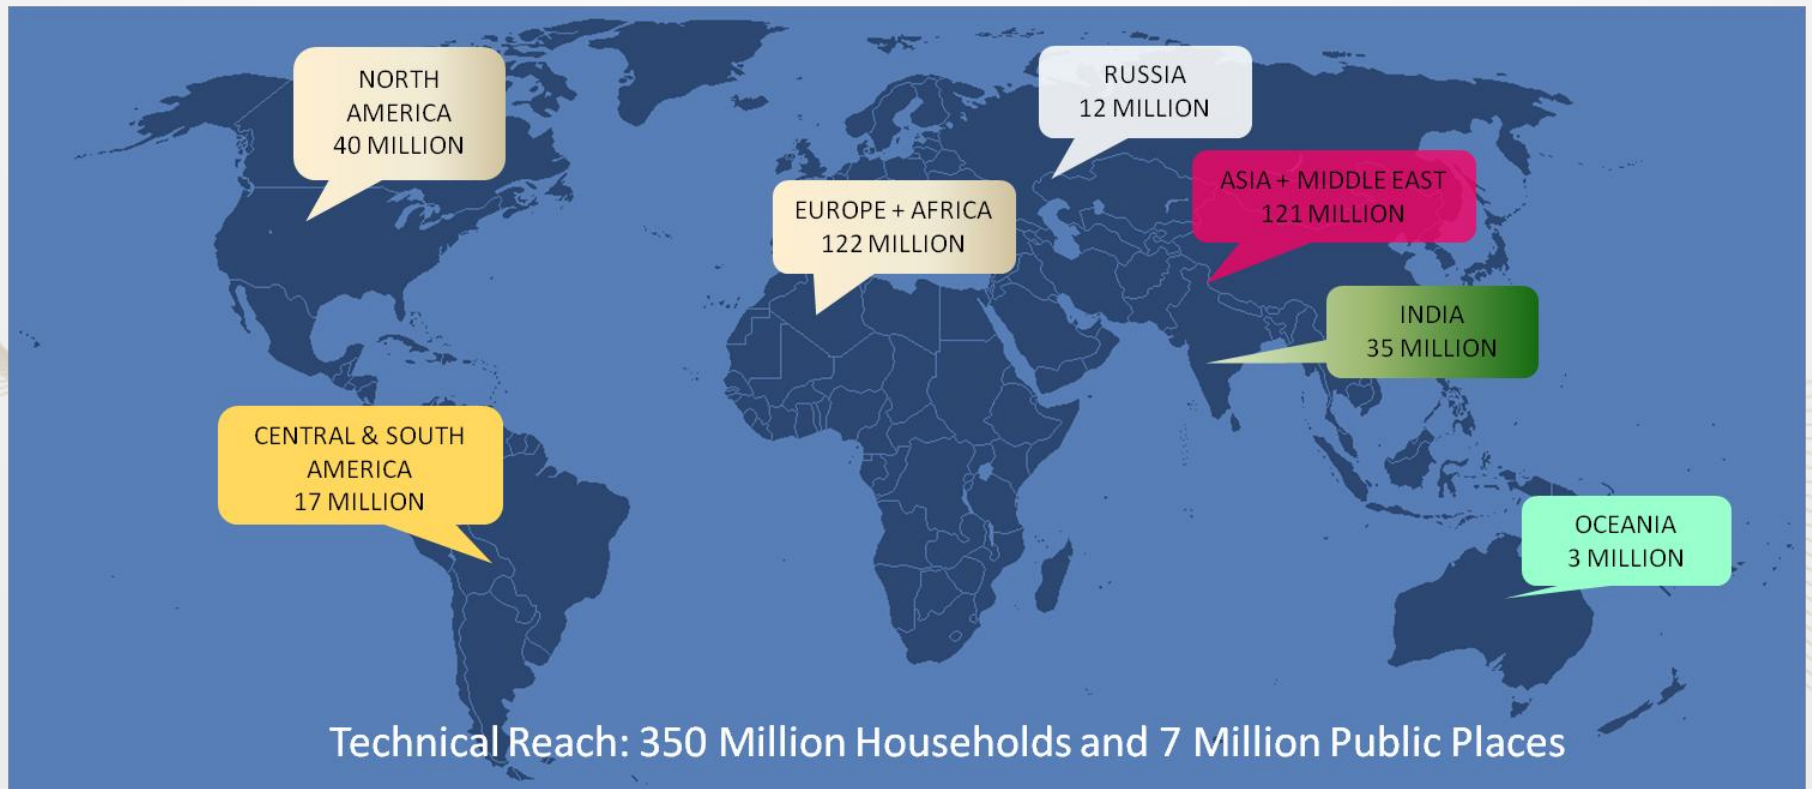 NORTH
AMERICA
40 MILLION
RUSSIA
12 MILLION
ASIA + MIDDLE EAST
121 MILLION
EUROPE + AFRICA
122 MILLION
INDIA
35 MILLION
CENTRAL & SOUTH
AMERICA
17 MILLION
OCEANIA
3 MILLION
Technical Reach: 350 Million Households and 7 Million Public Places